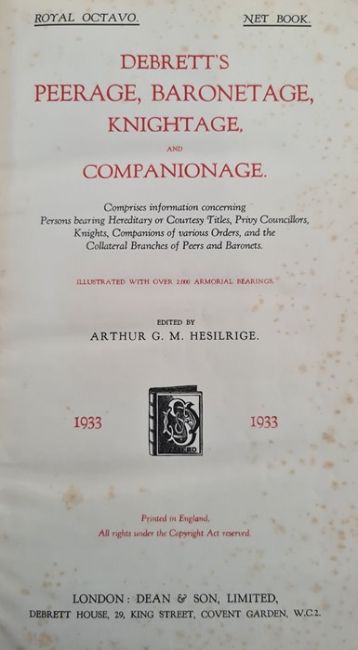 ROYAL OCTAVO. NET BOOK.
DEBRETT'S
PEERAGE, BARONETAGE,
KNIGHTAGE,
AND
COMPANIONAGE.
Comprises information concerning
Persons bearing Hereditary or Courtesy Titles, Privy Councillors,
Knights, Companions of various Orders, and the
Collateral Branches of Peers and Baronets.
ILLUSTRATED WITH OVER 2,000 ARMORIAL BEARINGS.
EDITED BY
ARTHUR G. M. HESILRIGE.
1933 1933
Printed in England.
All rights under the Copyright Act reserved.
LONDON: DEAN & SON, LIMITED,
DEBRETT HOUSE, 29, KING STREET, COVENT GARDEN, W.C.2.